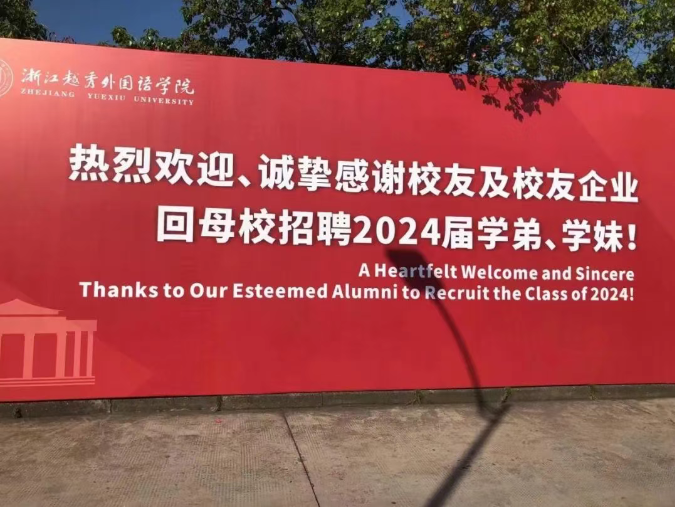 浙江越秀外国语学院
ZHEJIANG YUEXIU UNIVERSITY
热烈欢迎、诚挚感谢校友及校友企业
回母校招聘2024届学弟、学妹！
A Heartfelt Welcome and Sincere
Thanks to Our Esteemed Alumni to Recruit the Class of 2024!